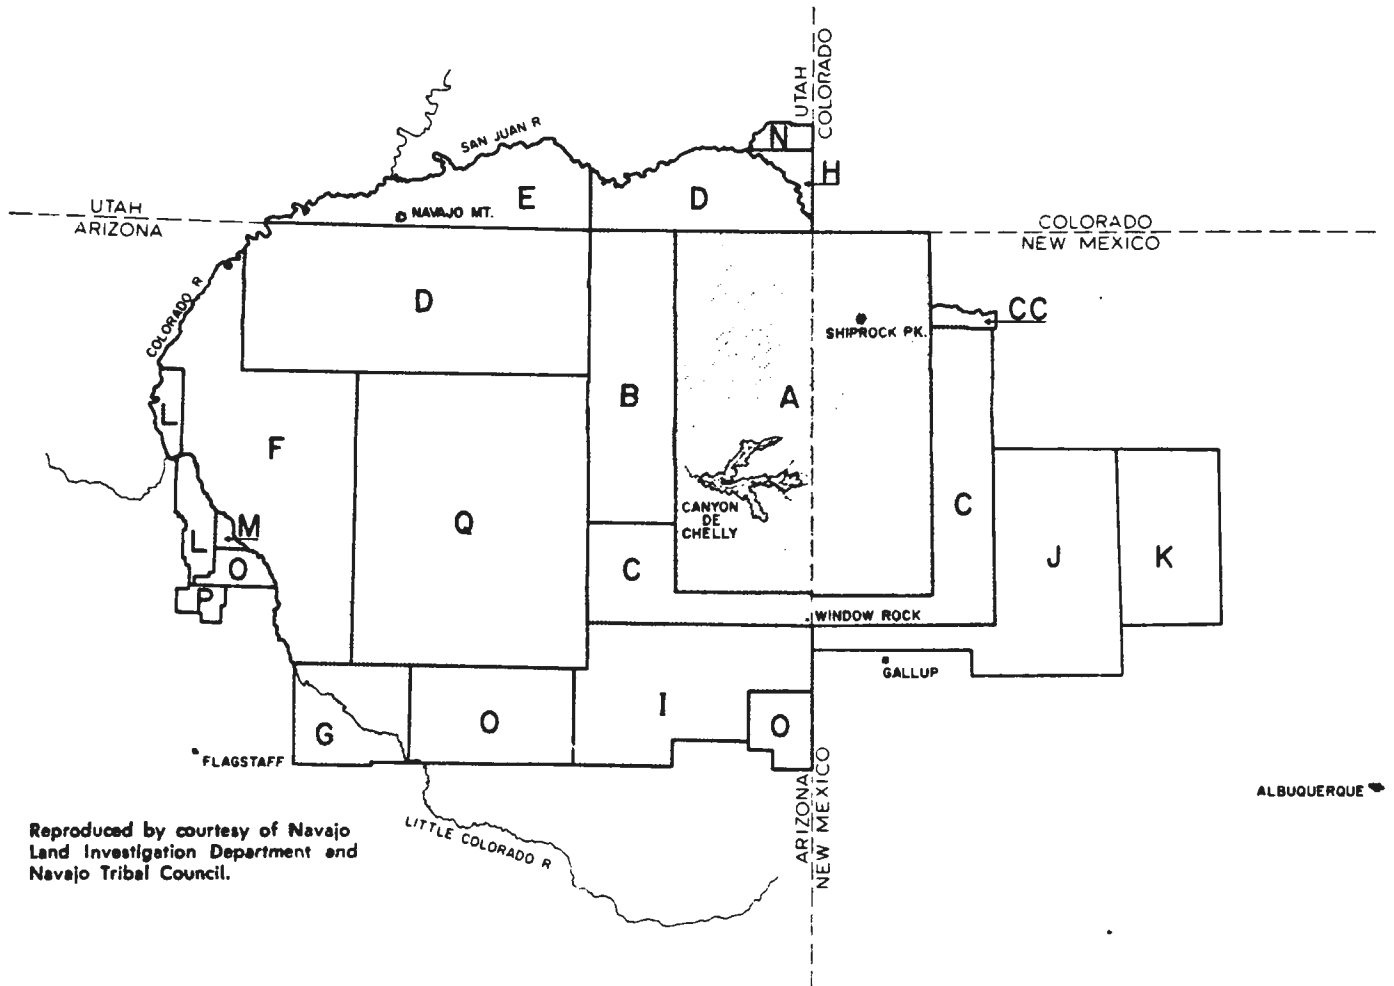 UTAH
COLORADO
SAN JUAN R
N
H
E
D
NAVAJO MT.
UTAH
ARIZONA
COLORADO
NEW MEXICO
COLORADO R
D
CC
SHIPROCK PK.
B
A
L
F
CANYON
DE
CHELLY
C
Q
M
L
O
C
J
K
P
WINDOW ROCK
GALLUP
I
G
O
O
FLAGSTAFF
ARIZONA
NEW MEXICO
ALBUQUERQUE
LITTLE COLORADO R
Reproduced by courtesy of Navajo
Land Investigation Department and
Navajo Tribal Council.